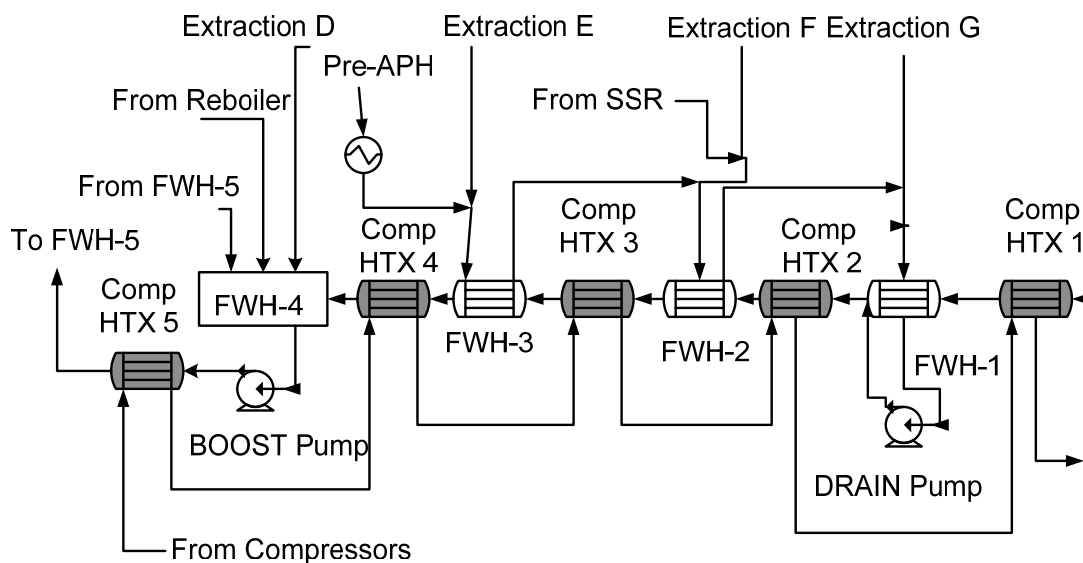 Extraction D
Extraction E
Extraction F
Extraction G
Pre-APH
From Reboiler
From SSR
From FWH-5
To FWH-5
Comp
HTX 5
FWH-4
Comp
HTX 4
FWH-3
Comp
HTX 3
FWH-2
Comp
HTX 2
FWH-1
Comp
HTX 1
BOOST Pump
DRAIN Pump
From Compressors